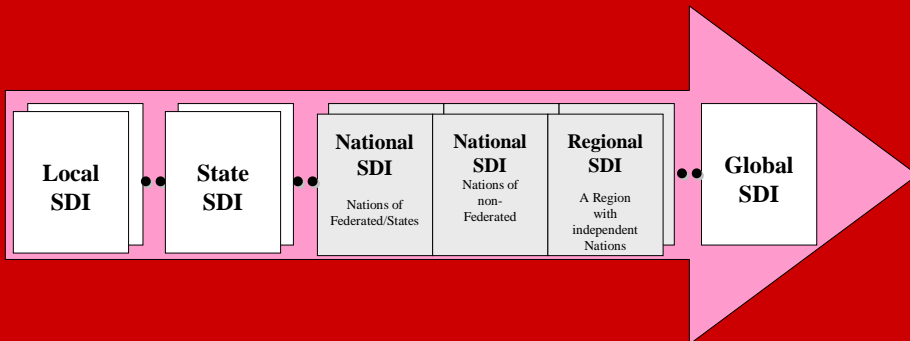 Local
SDI
State
SDI
National
SDI
Nations of
Federated/States
National
SDI
Nations of
non-
Federated
Regional
SDI
A Region
with
independent
Nations
Global
SDI